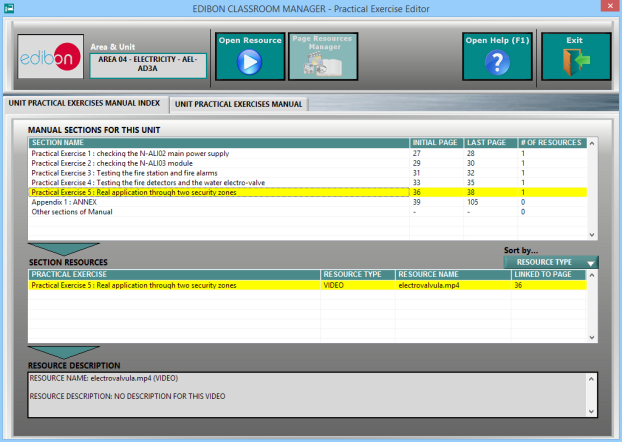 EDIBON CLASSROOM MANAGER - Practical Exercise Editor
edibon
Area & Unit
AREA 04 - ELECTRICITY - AEL-
AD3A
Open Resource
Page Resources
Manager
Open Help (F1)
Exit
UNIT PRACTICAL EXERCISES MANUAL INDEX UNIT PRACTICAL EXERCISES MANUAL
MANUAL SECTIONS FOR THIS UNIT
SECTION NAME INITIAL PAGE LAST PAGE # OF RESOURCES
Practical Exercise 1 : checking the N-ALI02 main power supply 27 28 1
Practical Exercise 2 : checking the N-ALI03 module 29 30 1
Practical Exercise 3 : Testing the fire station and fire alarms 31 32 1
Practical Exercise 4 : Testing the fire detectors and the water electro-valve 33 35 1
Practical Exercise 5 : Real application through two security zones 36 38 1
Appendix 1 : ANNEX 39 105 0
Other sections of Manual - - 0
Sort by...
SECTION RESOURCES RESOURCE TYPE
PRACTICAL EXERCISE RESOURCE TYPE RESOURCE NAME LINKED TO PAGE
Practical Exercise 5 : Real application through two security zones VIDEO electrovalvula.mp4 36
RESOURCE DESCRIPTION
RESOURCE NAME: electrovalvula.mp4 (VIDEO)
RESOURCE DESCRIPTION: NO DESCRIPTION FOR THIS VIDEO